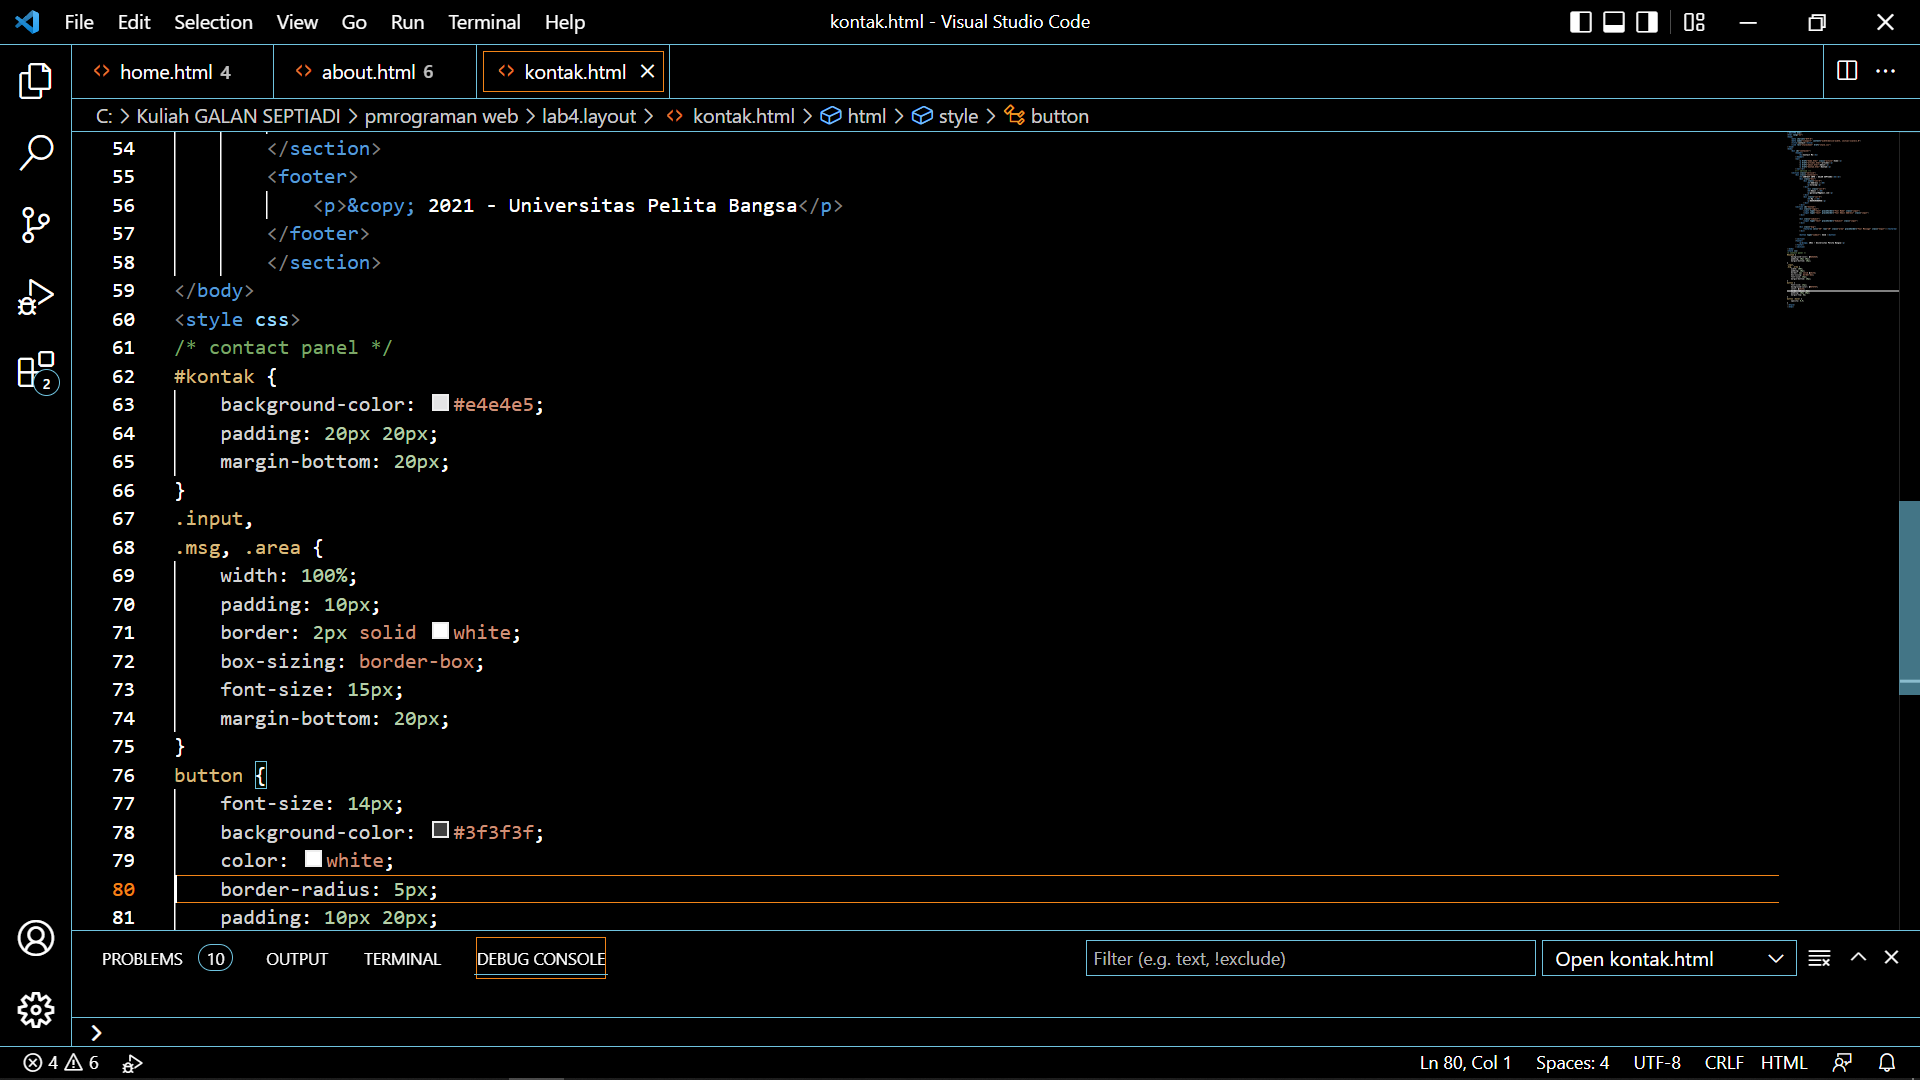 File Edit Selection View Go Run Terminal Help kontak.html - Visual Studio Code
home.html 4 about.html 6 kontak.html
C: > Kuliah GALAN SEPTIADI > pmrograman web > lab4.layout > kontak.html > html > style > button
54 </section>
55 <footer>
56 <p>&copy; 2021 - Universitas Pelita Bangsa</p>
57 </footer>
58 </section>
59 </body>
60 <style css>
61 /* contact panel */
62 #kontak {
63 background-color: #e4e4e5;
64 padding: 20px 20px;
65 margin-bottom: 20px;
66 }
67 .input,
68 .msg, .area {
69 width: 100%;
70 padding: 10px;
71 border: 2px solid white;
72 box-sizing: border-box;
73 font-size: 15px;
74 margin-bottom: 20px;
75 }
76 button {
77 font-size: 14px;
78 background-color: #3f3f3f;
79 color: white;
80 border-radius: 5px;
81 padding: 10px 20px;
2
PROBLEMS 10 OUTPUT TERMINAL DEBUG CONSOLE Filter (e.g. text, !exclude) Open kontak.html
4 6 Ln 80, Col 1 Spaces: 4 UTF-8 CRLF HTML